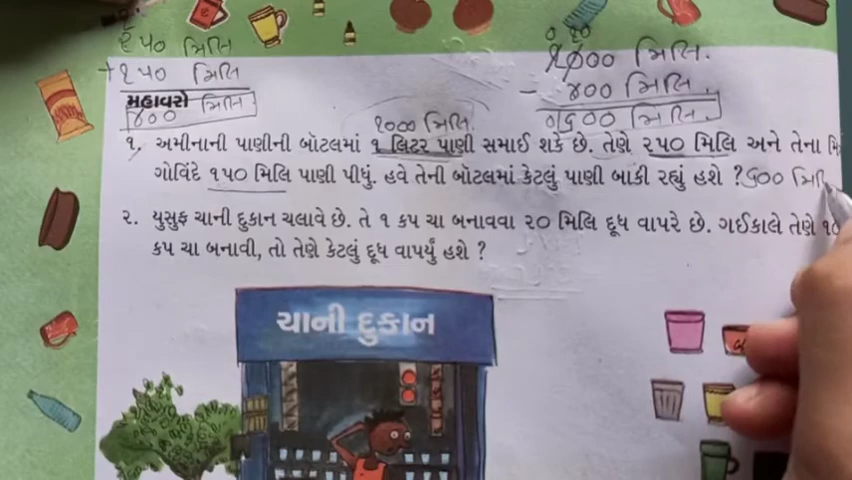 ૨૫૦ મિલિ
+૧૫૦ મિલિ
મહાવરો
૪૦૦ મિલિ
૧૦૦૦ મિલિ.
- ૪૦૦ મિલિ.
૦૬૦૦ મિલિ.
૧૦૦૦ મિલિ.
૧. અમીનાની પાણીની બૉટલમાં ૧ લિટર પાણી સમાઈ શકે છે. તેણે ૨૫૦ મિલિ અને તેના
ગોવિંદે ૧૫૦ મિલિ પાણી પીધું. હવે તેની બૉટલમાં કેટલું પાણી બાકી રહ્યું હશે ? ૬૦૦ મિલિ
૨. યુસુફ ચાની દુકાન ચલાવે છે. તે ૧ કપ ચા બનાવવા ૨૦ મિલિ દૂધ વાપરે છે. ગઈકાલે તેણે
કપ ચા બનાવી, તો તેણે કેટલું દૂધ વાપર્યું હશે ?
ચાની દુકાન